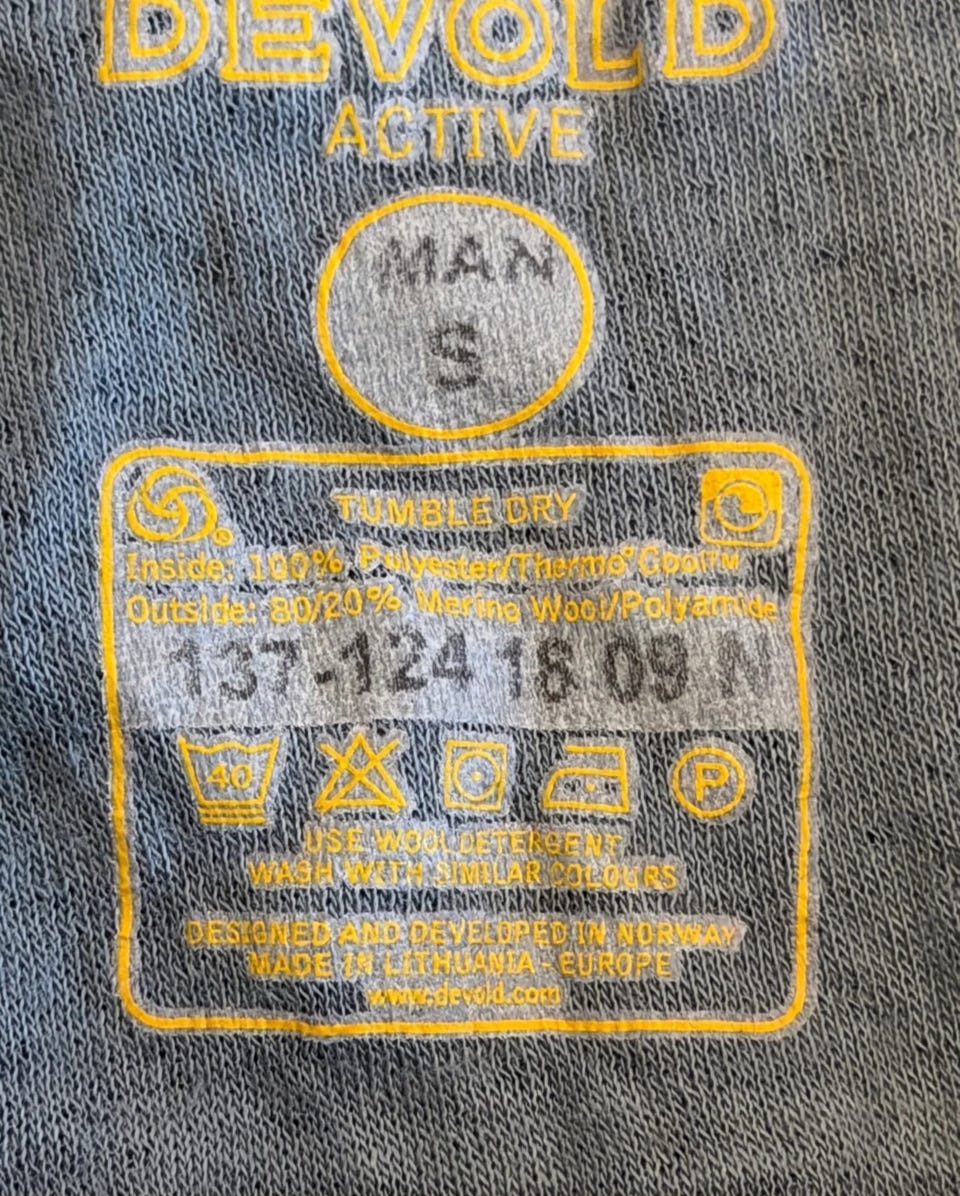 DEVOLD
ACTIVE
MAN
S
TUMBLE DRY
Inside: 100% Polyester/Thermo°Cool™
Outside: 80/20% Merino Wool/Polyamide
137-124 18 09 N
40 P
USE WOOL DETERGENT
WASH WITH SIMILAR COLOURS
DESIGNED AND DEVELOPED IN NORWAY
MADE IN LITHUANIA - EUROPE
www.devold.com